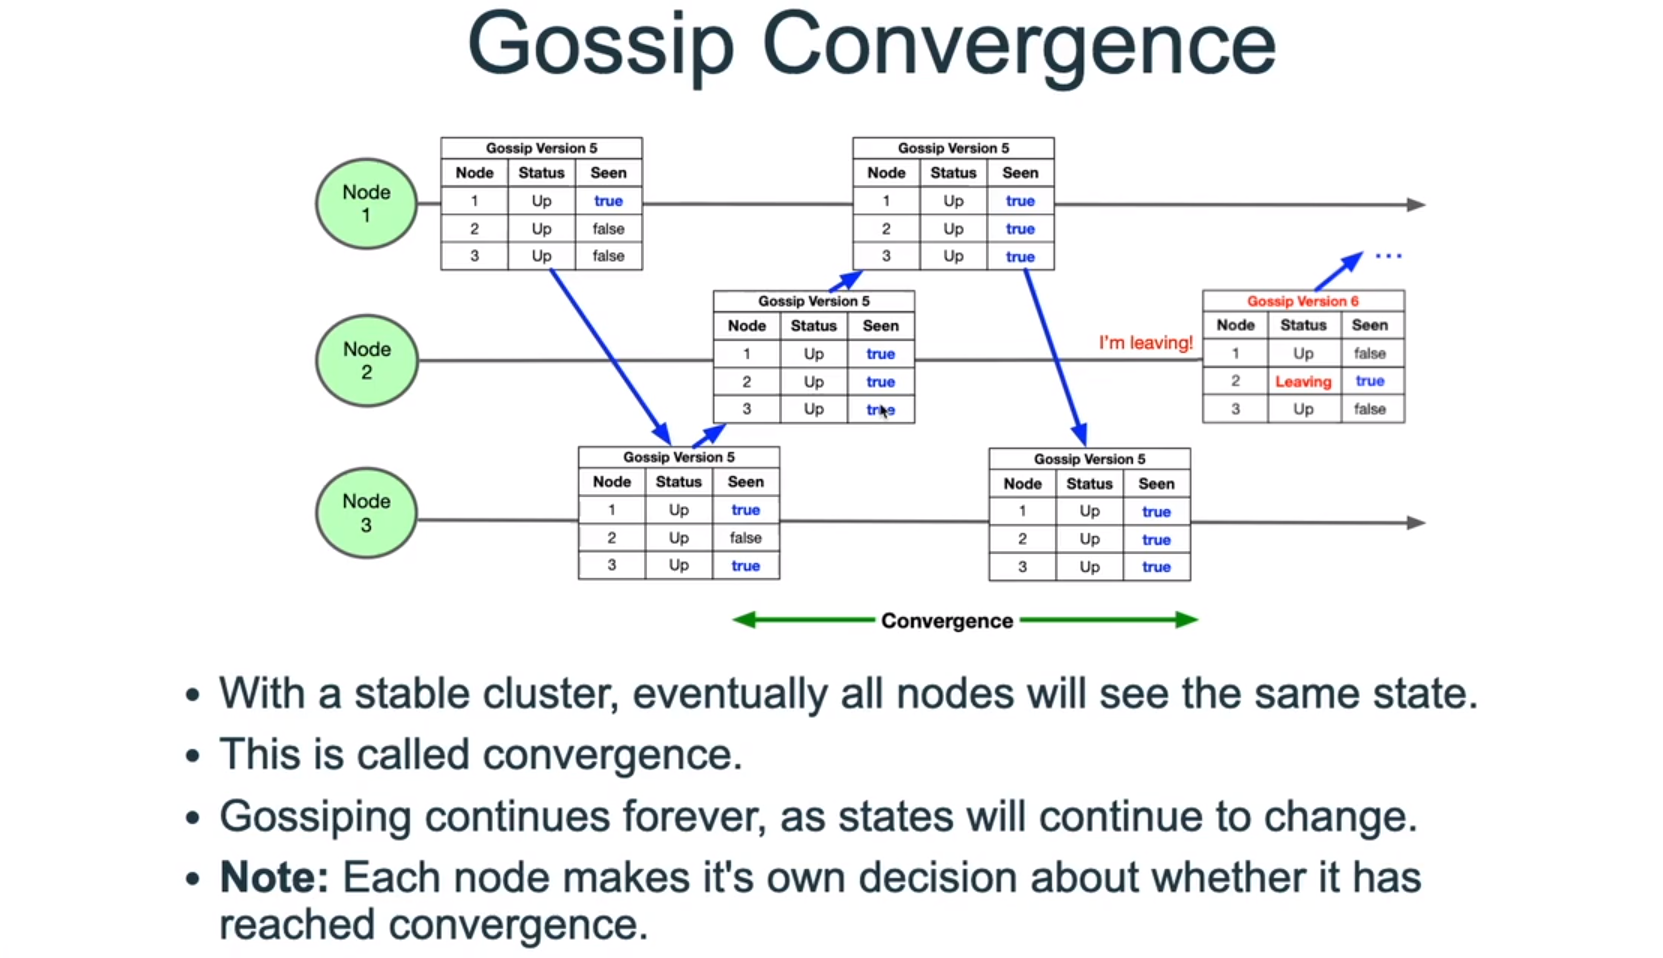 Gossip Convergence
Node
1
Gossip Version 5
Node Status Seen
1 Up true
2 Up false
3 Up false
Gossip Version 5
Node Status Seen
1 Up true
2 Up true
3 Up true
...
Node
2
Gossip Version 5
Node Status Seen
1 Up true
2 Up true
3 Up true
I'm leaving!
Gossip Version 6
Node Status Seen
1 Up false
2 Leaving true
3 Up false
Node
3
Gossip Version 5
Node Status Seen
1 Up true
2 Up false
3 Up true
Gossip Version 5
Node Status Seen
1 Up true
2 Up true
3 Up true
Convergence
• With a stable cluster, eventually all nodes will see the same state.
• This is called convergence.
• Gossiping continues forever, as states will continue to change.
• Note: Each node makes it's own decision about whether it has
reached convergence.